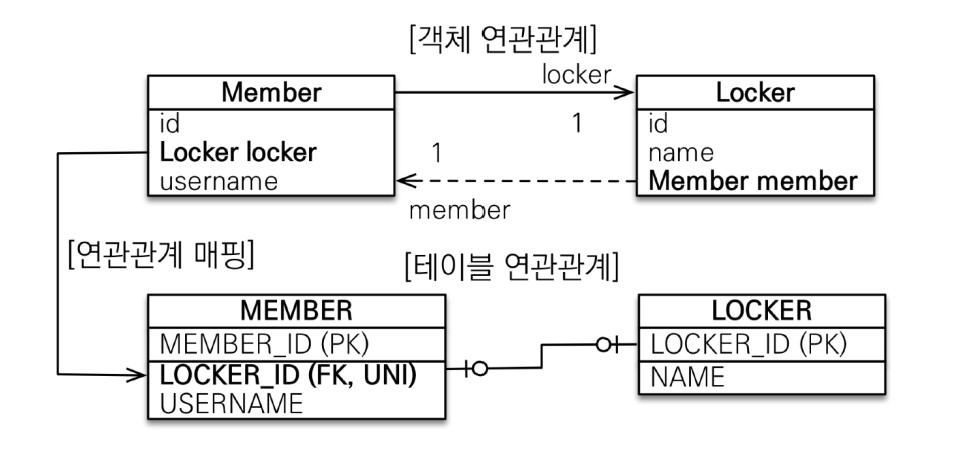 [객체 연관관계]
locker
Member
id
Locker locker
username
1
1
member
Locker
id
name
Member member
[연관관계 매핑]
[테이블 연관관계]
MEMBER
MEMBER_ID (PK)
LOCKER_ID (FK, UNI)
USERNAME
LOCKER
LOCKER_ID (PK)
NAME